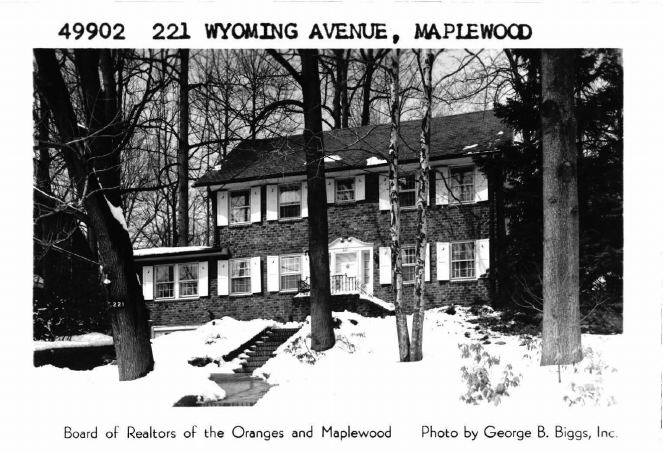 49902 221 WYOMING AVENUE, MAPLEWOOD
221
Board of Realtors of the Oranges and Maplewood Photo by George B. Biggs, Inc.